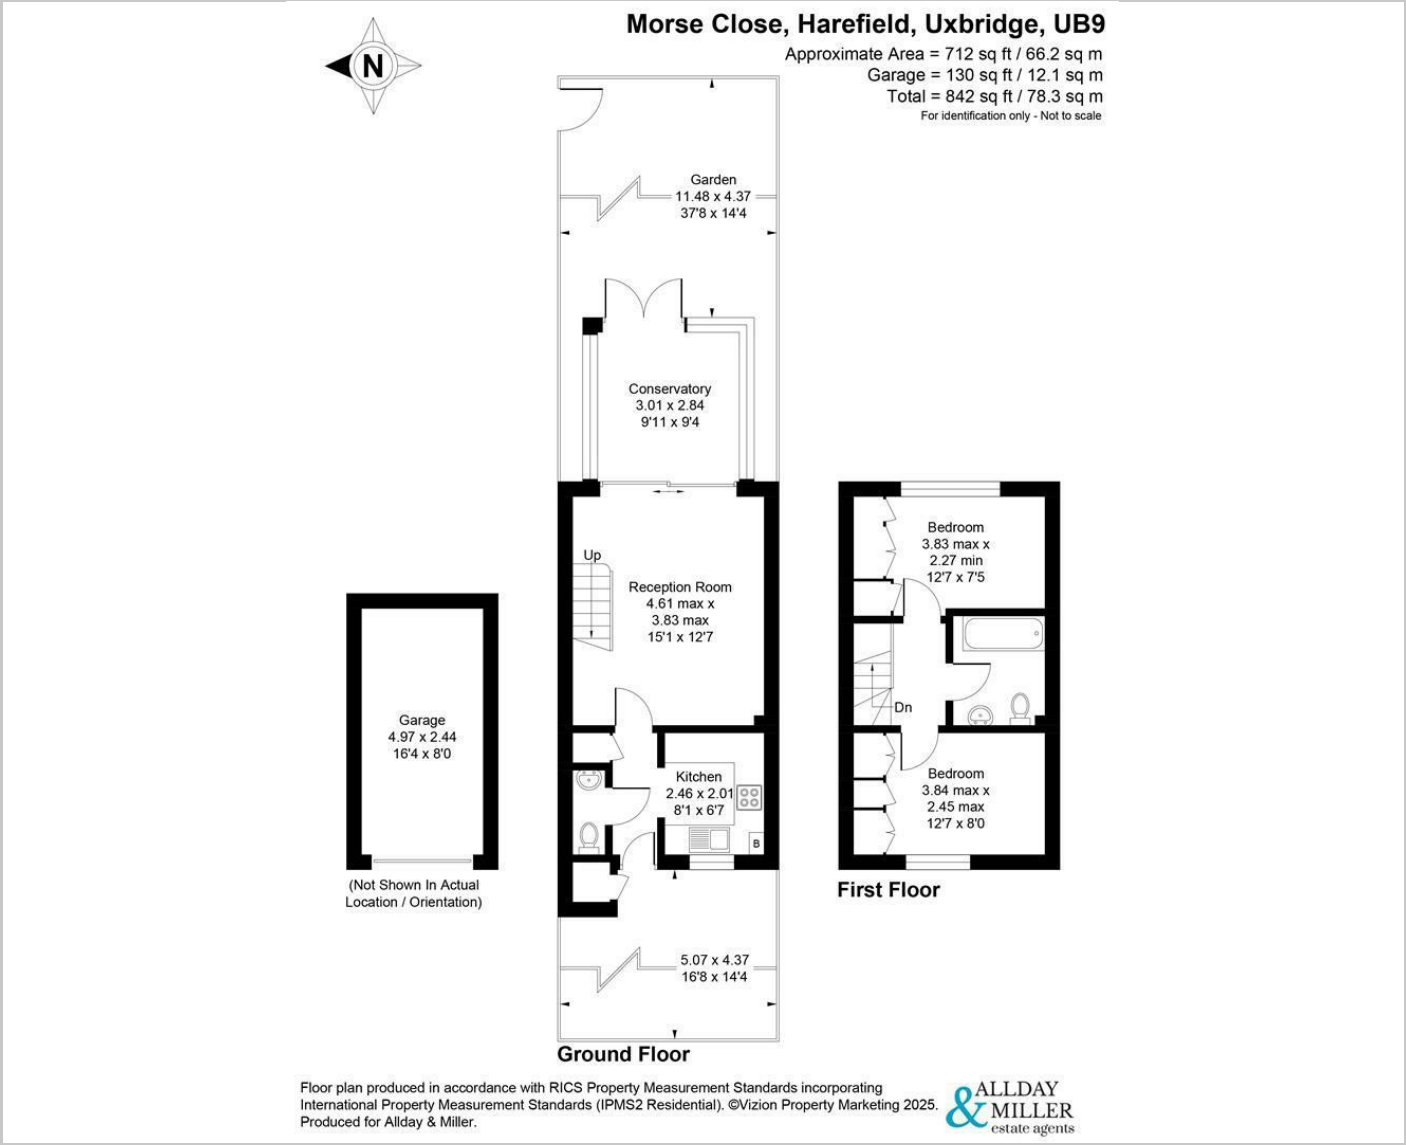 N
Morse Close, Harefield, Uxbridge, UB9
Approximate Area = 712 sq ft / 66.2 sq m
Garage = 130 sq ft / 12.1 sq m
Total = 842 sq ft / 78.3 sq m
For identification only - Not to scale
Garden
11.48 x 4.37
37'8 x 14'4
Conservatory
3.01 x 2.84
9'11 x 9'4
Up
Reception Room
4.61 max x
3.83 max
15'1 x 12'7
Kitchen
2.46 x 2.01
8'1 x 6'7
B
5.07 x 4.37
16'8 x 14'4
Ground Floor
Garage
4.97 x 2.44
16'4 x 8'0
(Not Shown In Actual
Location / Orientation)
Bedroom
3.83 max x
2.27 min
12'7 x 7'5
Dn
Bedroom
3.84 max x
2.45 max
12'7 x 8'0
First Floor
Floor plan produced in accordance with RICS Property Measurement Standards incorporating
International Property Measurement Standards (IPMS2 Residential). ©Vizion Property Marketing 2025.
Produced for Allday & Miller.
ALLDAY
& MILLER
estate agents